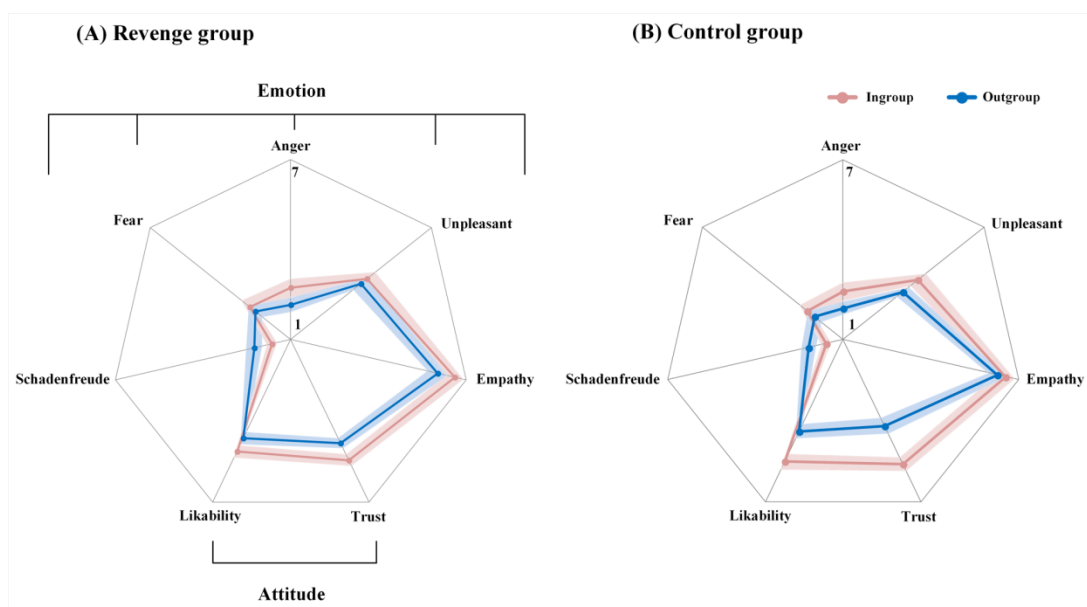 (A) Revenge group
Emotion
Anger
7
Fear
Unpleasant
1
Schadenfreude
Empathy
Likability
Trust
Attitude
(B) Control group
Ingroup
Outgroup
Anger
7
Fear
Unpleasant
1
Schadenfreude
Empathy
Likability
Trust